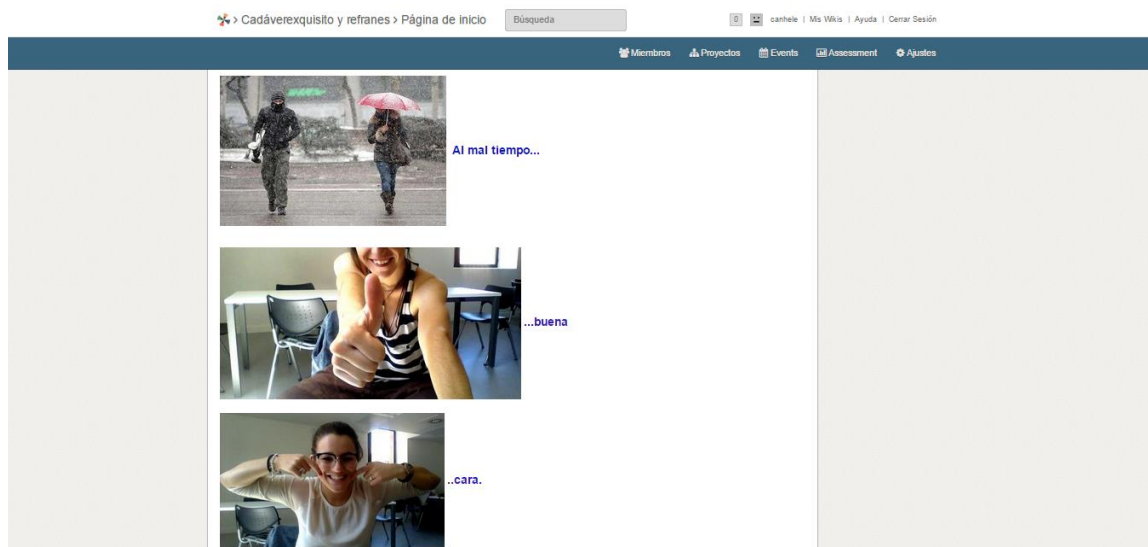 > Cadáverexquisito y refranes > Página de inicio
Búsqueda
0 canhele | Mis Wikis | Ayuda | Cerrar Sesión
Miembros Proyectos Events Assessment Ajustes
Al mal tiempo...
...buena
..cara.